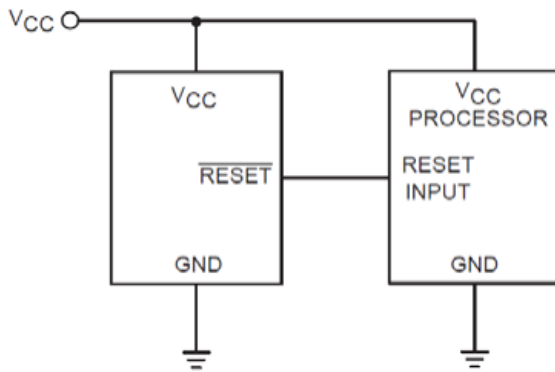 VCC
VCC
RESET
GND
VCC
PROCESSOR
RESET
INPUT
GND